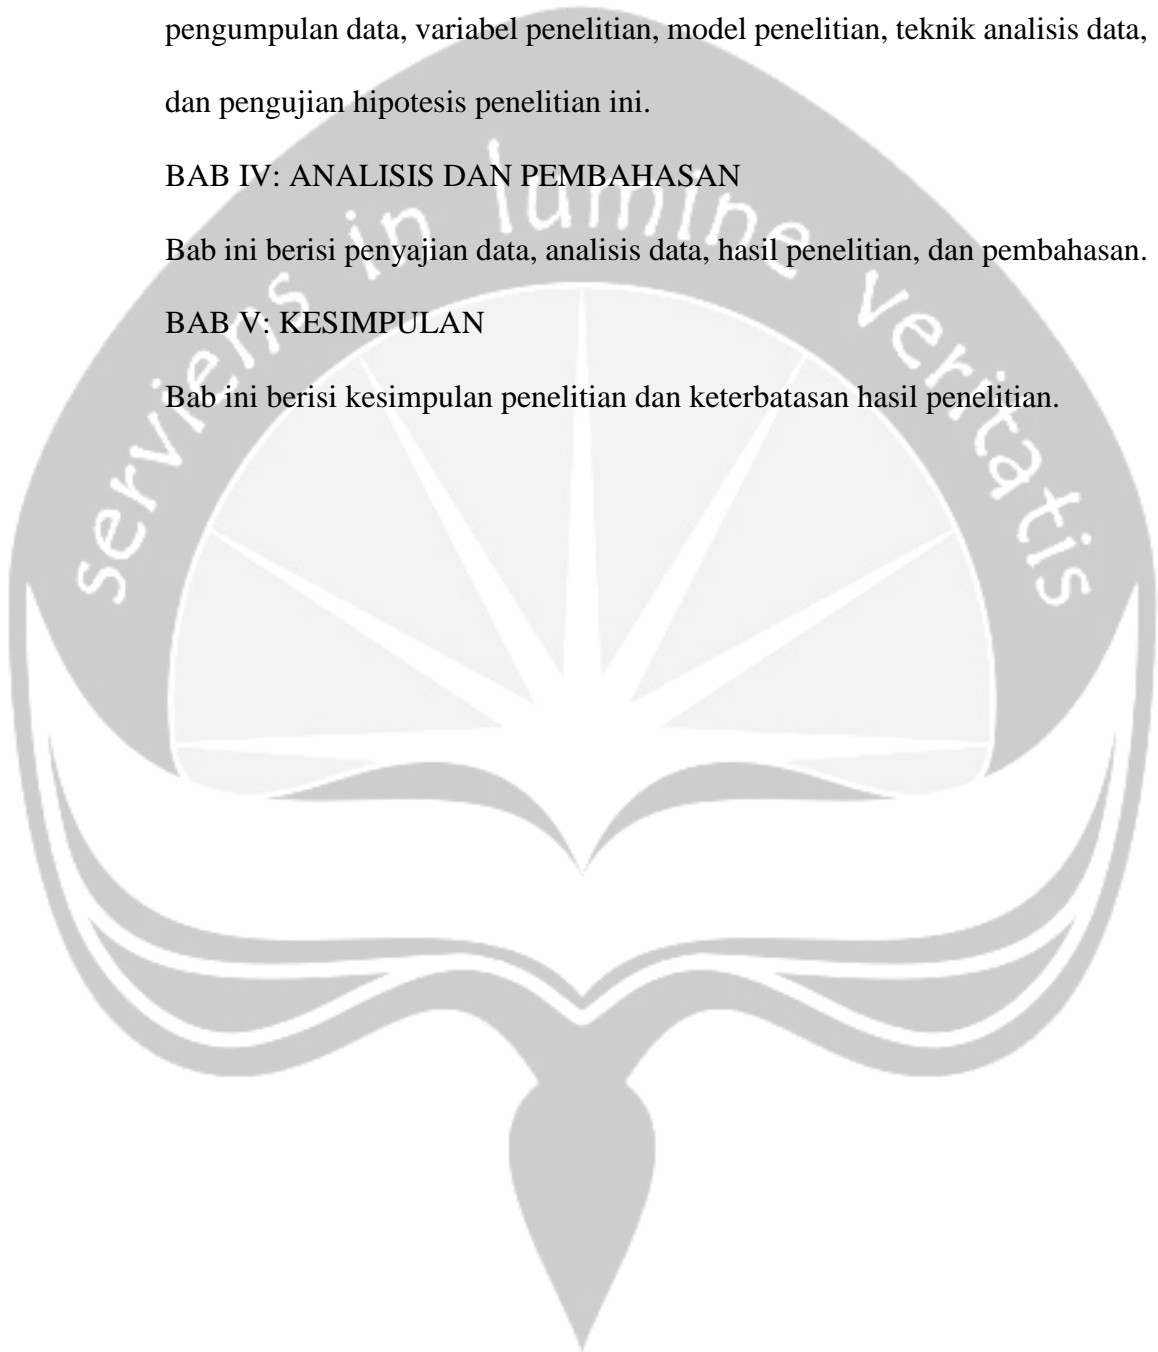 pengumpulan data, variabel penelitian, model penelitian, teknik analisis data,
dan pengujian hipotesis penelitian ini.
BAB IV: ANALISIS DAN PEMBAHASAN
Bab ini berisi penyajian data, analisis data, hasil penelitian, dan pembahasan.
BAB V: KESIMPULAN
Bab ini berisi kesimpulan penelitian dan keterbatasan hasil penelitian.
serviens in lumine veritatis